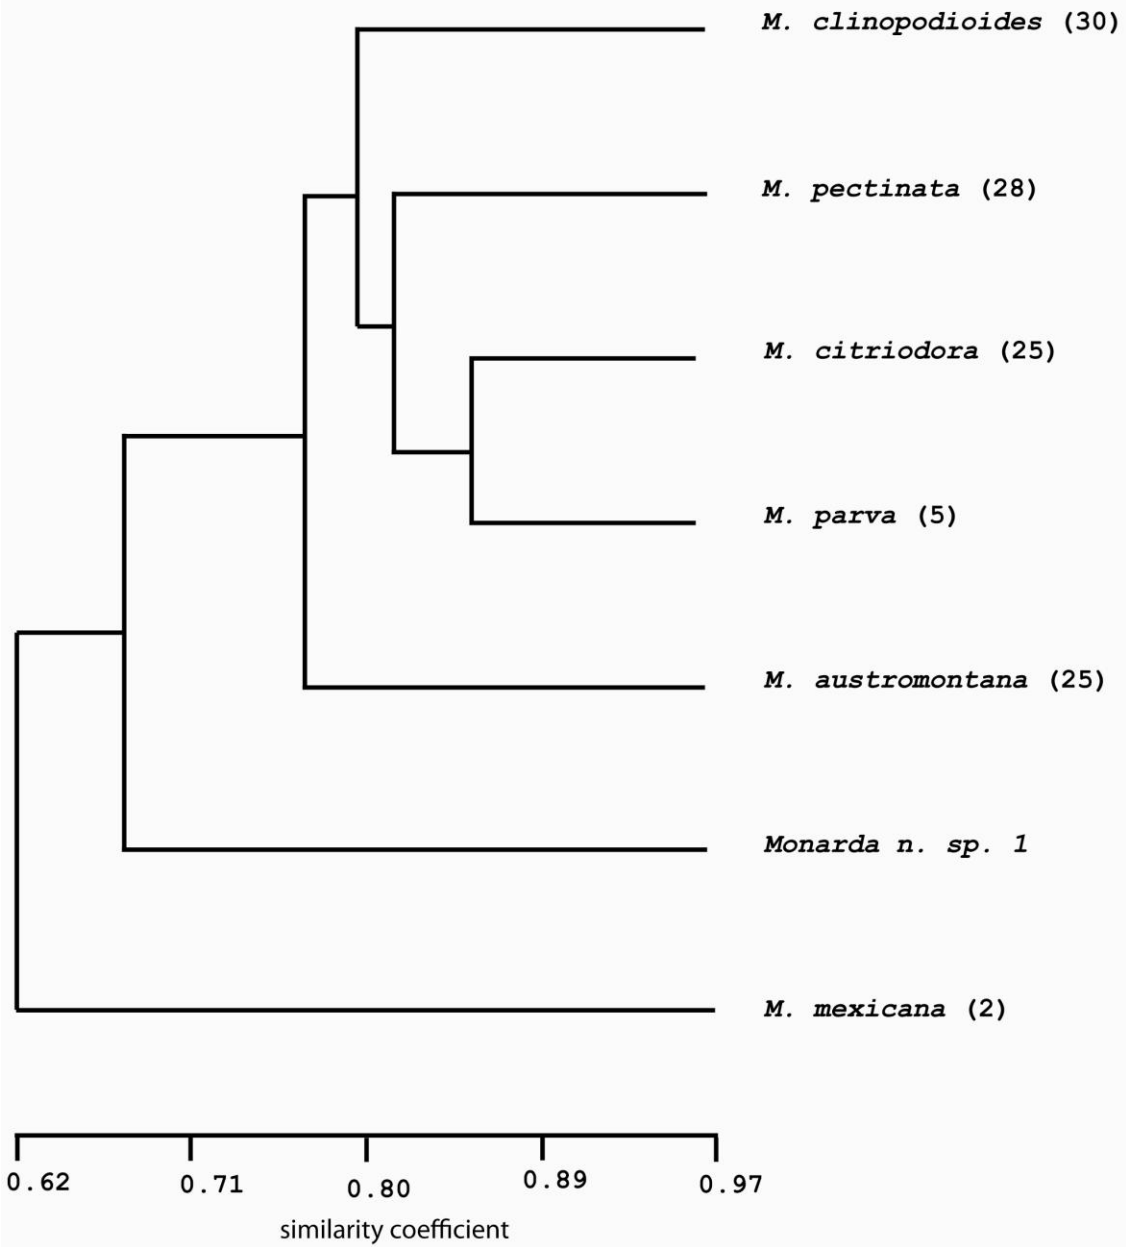 M. clinopodioides (30)
M. pectinata (28)
M. citriodora (25)
M. parva (5)
M. austromontana (25)
Monarda n. sp. 1
M. mexicana (2)
0.62 0.71 0.80 0.89 0.97
similarity coefficient